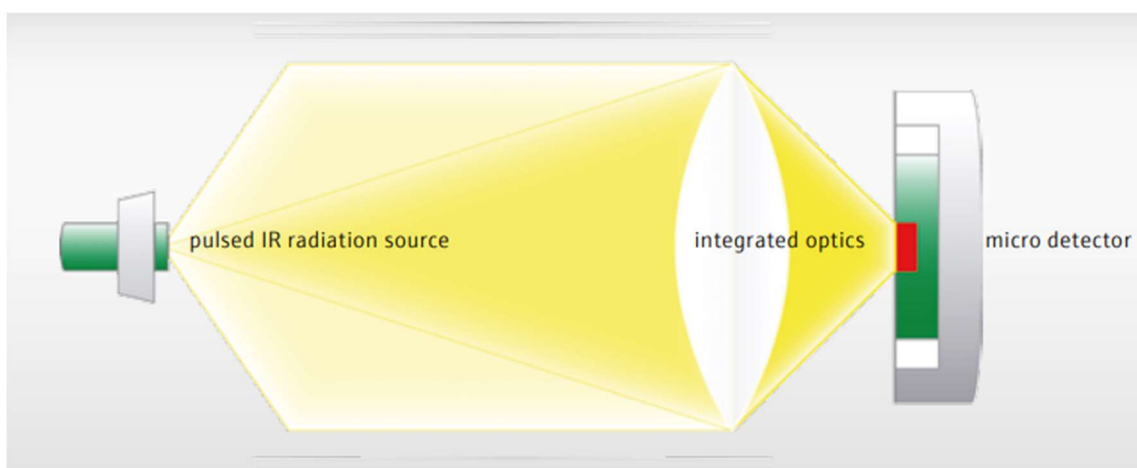 pulsed IR radiation source
integrated optics
micro detector